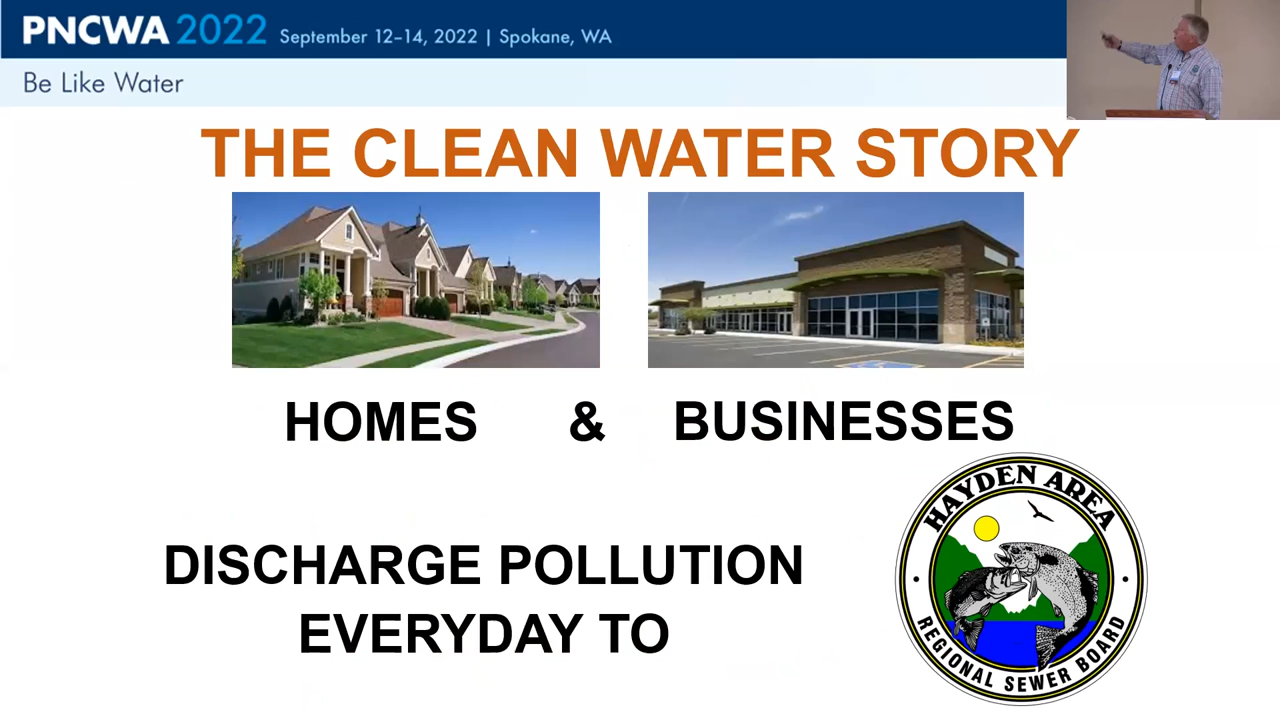 PNCWA 2022 September 12–14, 2022 | Spokane, WA
Be Like Water
THE CLEAN WATER STORY
HOMES & BUSINESSES
DISCHARGE POLLUTION
EVERYDAY TO
HAYDEN AREA
REGIONAL SEWER BOARD